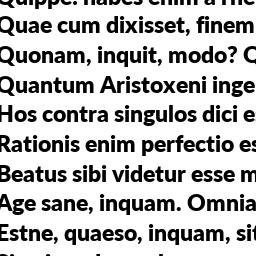 Quippe: habes enim a rhe
Quae cum dixisset, finem
Quonam, inquit, modo? Q
Quantum Aristoxeni inge
Hos contra singulos dici e
Rationis enim perfectio es
Beatus sibi videtur esse m
Age sane, inquam. Omnia
Estne, quaeso, inquam, sit